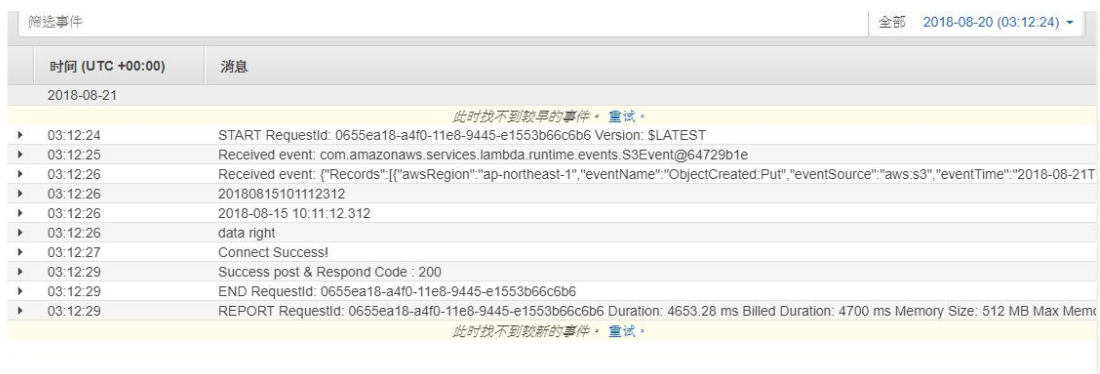 筛选事件 全部 2018-08-20 (03:12:24)
时间 (UTC +00:00) 消息
2018-08-21
此时找不到较早的事件。 重试。
03:12:24 START RequestId: 0655ea18-a4f0-11e8-9445-e1553b66c6b6 Version: $LATEST
03:12:25 Received event: com.amazonaws.services.lambda.runtime.events.S3Event@64729b1e
03:12:26 Received event: {"Records":[{"awsRegion":"ap-northeast-1","eventName":"ObjectCreated:Put","eventSource":"aws:s3","eventTime":"2018-08-21T
03:12:26 20180815101112312
03:12:26 2018-08-15 10:11:12.312
03:12:26 data right
03:12:27 Connect Success!
03:12:29 Success post & Respond Code : 200
03:12:29 END RequestId: 0655ea18-a4f0-11e8-9445-e1553b66c6b6
03:12:29 REPORT RequestId: 0655ea18-a4f0-11e8-9445-e1553b66c6b6 Duration: 4653.28 ms Billed Duration: 4700 ms Memory Size: 512 MB Max Memo
此时找不到较新的事件。 重试。